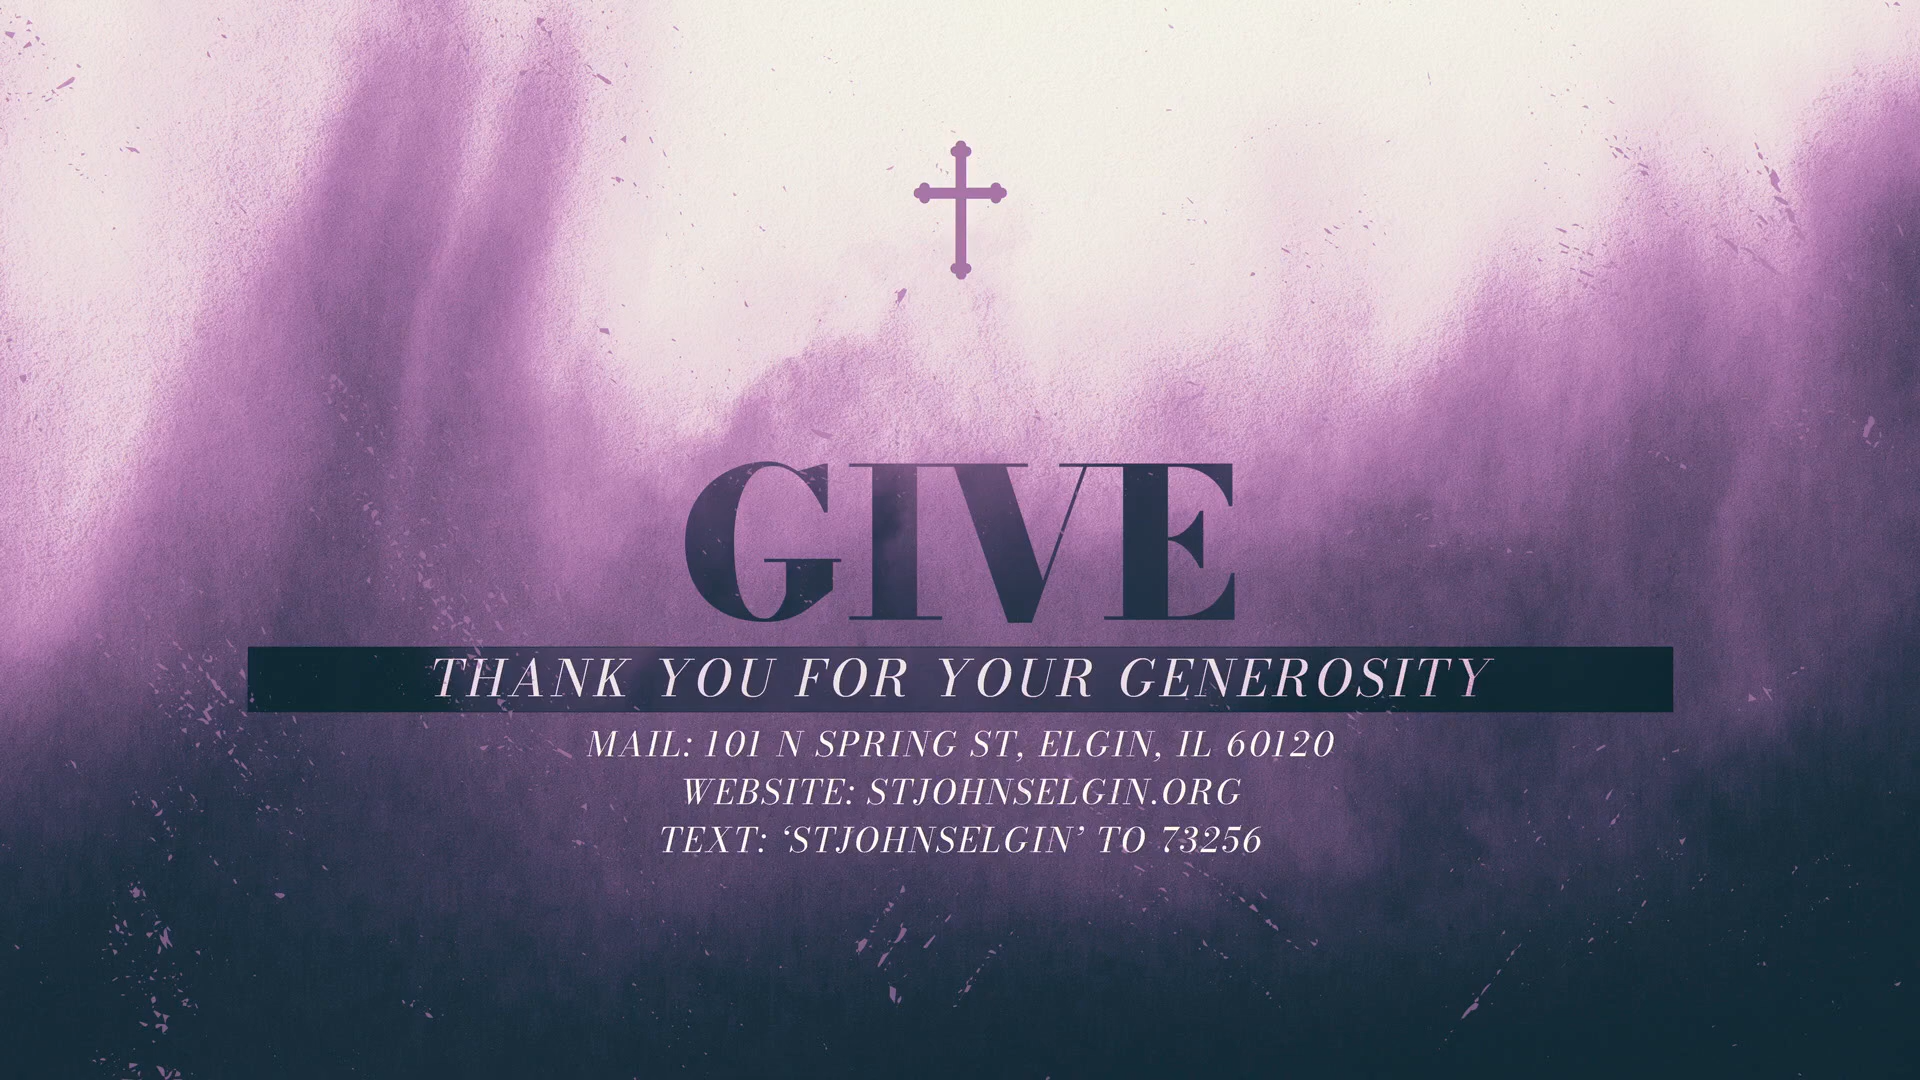 GIVE
THANK YOU FOR YOUR GENEROSITY
MAIL: 101 N SPRING ST, ELGIN, IL 60120
WEBSITE: STJOHNSELGIN.ORG
TEXT: ‘STJOHNSELGIN’ TO 73256